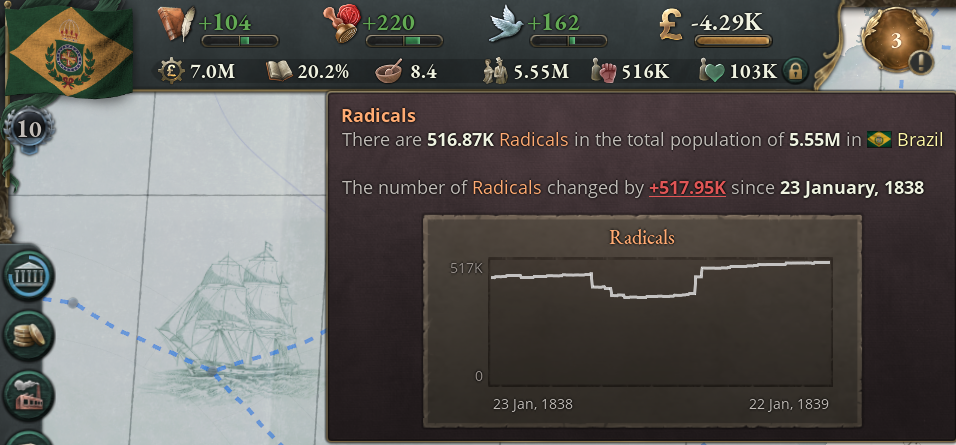 +104 +220 +162 -4.29K 3
7.0M 20.2% 8.4 5.55M 516K 103K
10
Radicals
There are 516.87K Radicals in the total population of 5.55M in Brazil
The number of Radicals changed by +517.95K since 23 January, 1838
Radicals
517K
0
23 Jan, 1838 22 Jan, 1839